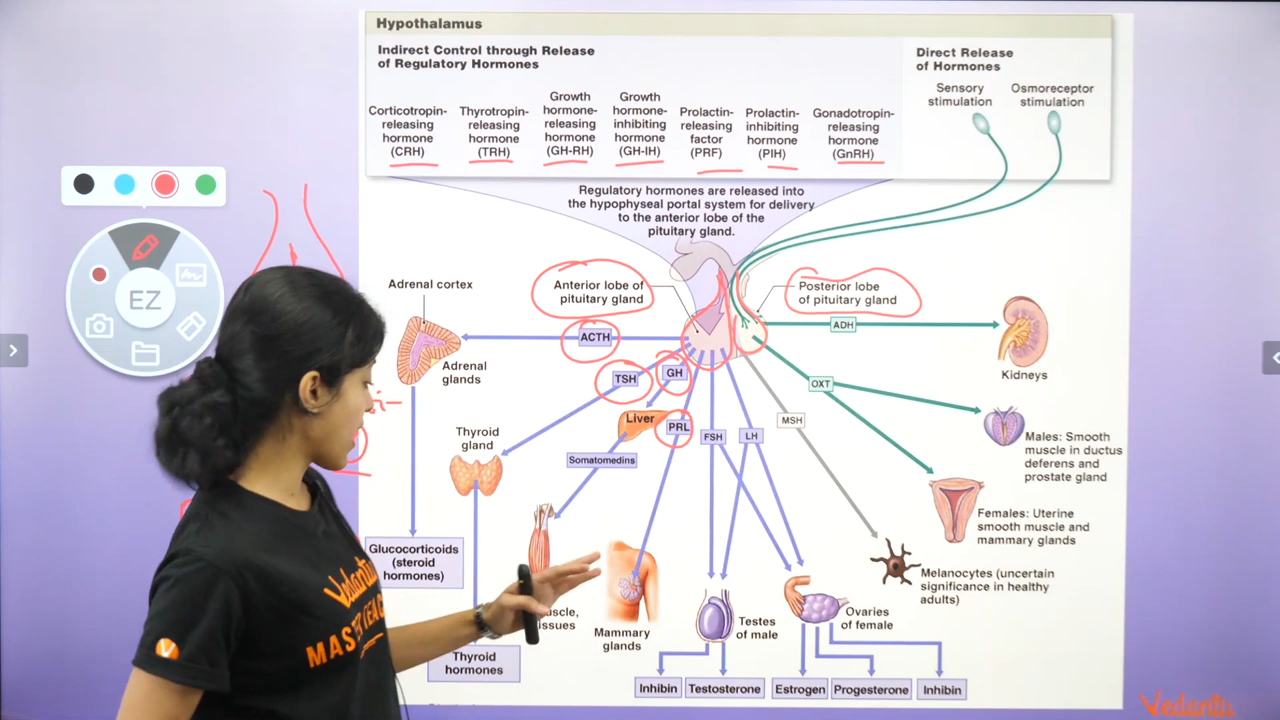 Hypothalamus
Indirect Control through Release
of Regulatory Hormones
Direct Release
of Hormones
Corticotropin-
releasing
hormone
(CRH)
Thyrotropin-
releasing
hormone
(TRH)
Growth
hormone-
releasing
hormone
(GH-RH)
Growth
hormone-
inhibiting
hormone
(GH-IH)
Prolactin-
releasing
factor
(PRF)
Prolactin-
inhibiting
hormone
(PIH)
Gonadotropin-
releasing
hormone
(GnRH)
Sensory
stimulation
Osmoreceptor
stimulation
Regulatory hormones are released into
the hypophyseal portal system for delivery
to the anterior lobe of the
pituitary gland.
EZ
Adrenal cortex
Anterior lobe of
pituitary gland
Posterior lobe
of pituitary gland
ACTH
ADH
Adrenal
glands
TSH
GH
OXT
Kidneys
Liver
PRL
MSH
FSH
LH
Thyroid
gland
Somatomedins
Males: Smooth
muscle in ductus
deferens and
prostate gland
Females: Uterine
smooth muscle and
mammary glands
Glucocorticoids
(steroid
hormones)
Melanocytes (uncertain
significance in healthy
adults)
Mammary
glands
Testes
of male
Ovaries
of female
Thyroid
hormones
Inhibin
Testosterone
Estrogen
Progesterone
Inhibin
Vedantu
MASTER TEAC
V
Vedantu